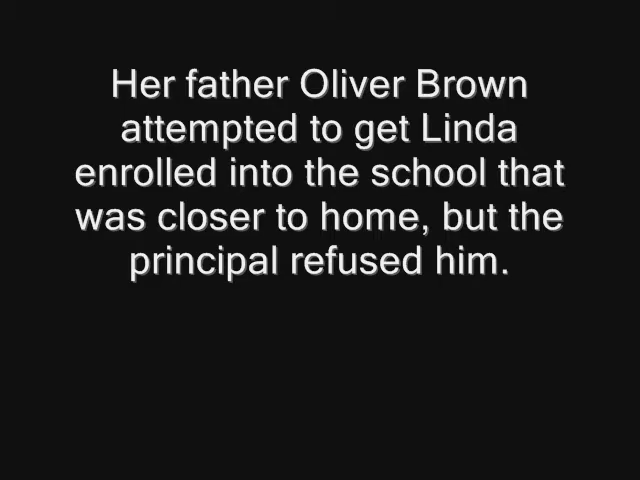 Her father Oliver Brown
attempted to get Linda
enrolled into the school that
was closer to home, but the
principal refused him.